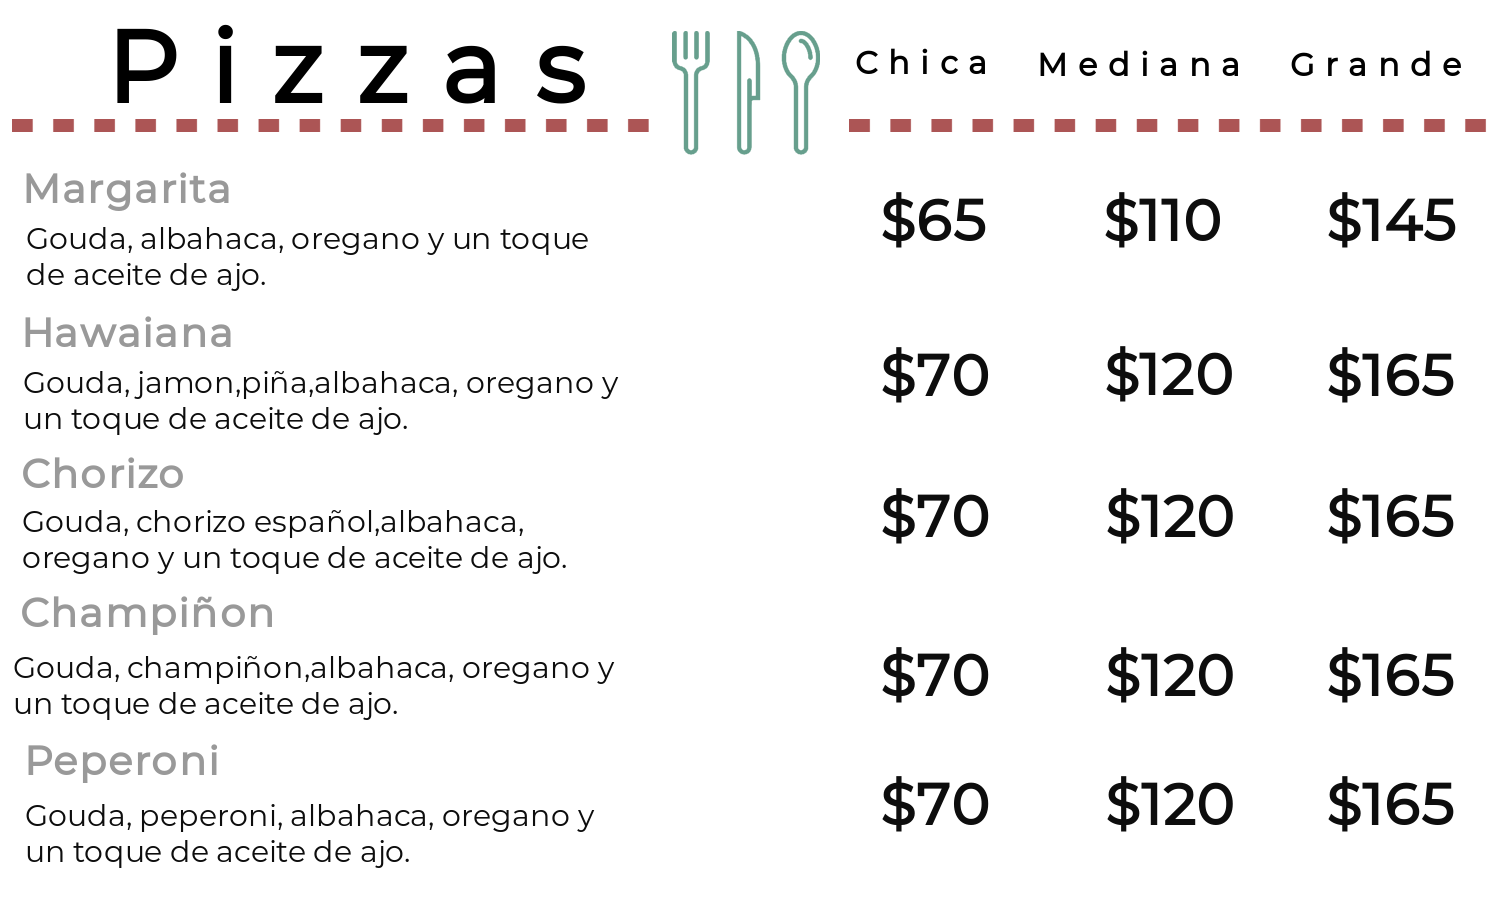 Pizzas
Chica Mediana Grande
Margarita
Gouda, albahaca, oregano y un toque
de aceite de ajo.
$65 $110 $145
Hawaiana
Gouda, jamon,piña,albahaca, oregano y
un toque de aceite de ajo.
$70 $120 $165
Chorizo
Gouda, chorizo español,albahaca,
oregano y un toque de aceite de ajo.
$70 $120 $165
Champiñon
Gouda, champiñon,albahaca, oregano y
un toque de aceite de ajo.
$70 $120 $165
Peperoni
Gouda, peperoni, albahaca, oregano y
un toque de aceite de ajo.
$70 $120 $165